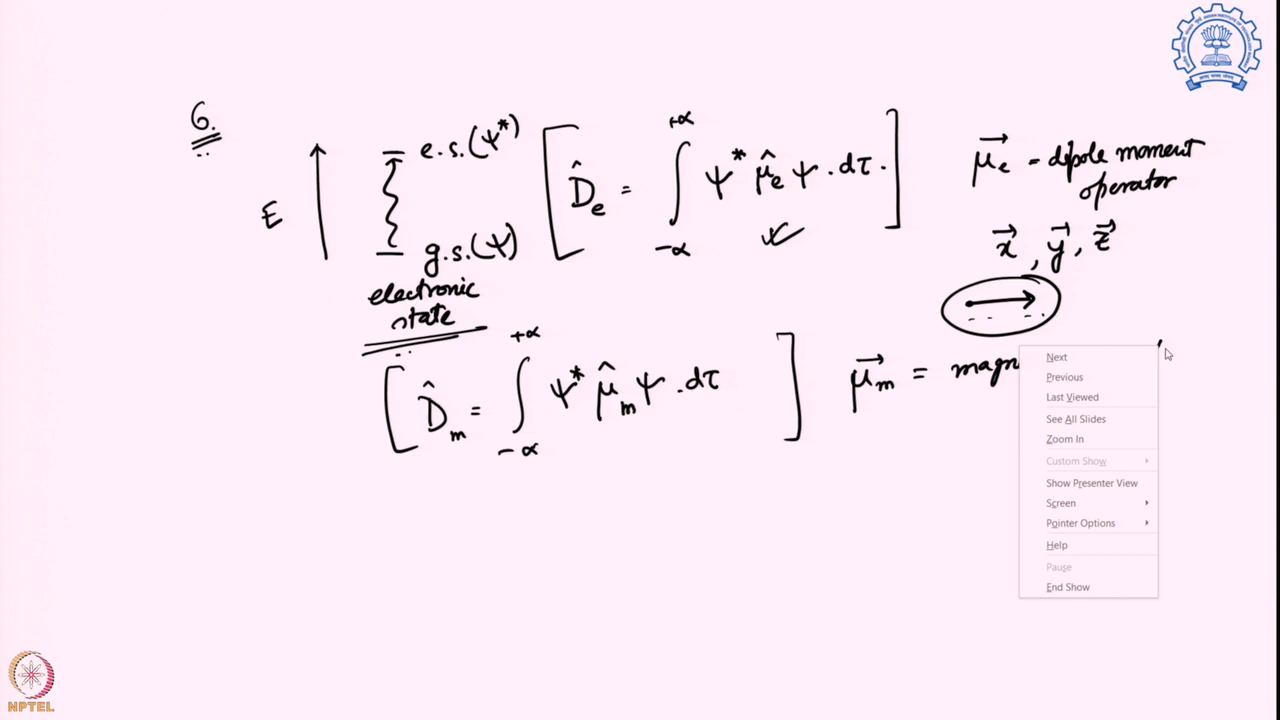 6.
E
e.s.(Ψ*)
g.s.(Ψ)
electronic
state
[D̂e = ∫ Ψ* μ̂e Ψ . dτ.]
+α
-α
μ⃗e - dipole moment
operator
x⃗, y⃗, z⃗
[D̂m = ∫ Ψ* μ̂m Ψ . dτ]
+α
-α
μ⃗m = magn
Next
Previous
Last Viewed
See All Slides
Zoom In
Custom Show
Show Presenter View
Screen
Pointer Options
Help
Pause
End Show
NPTEL